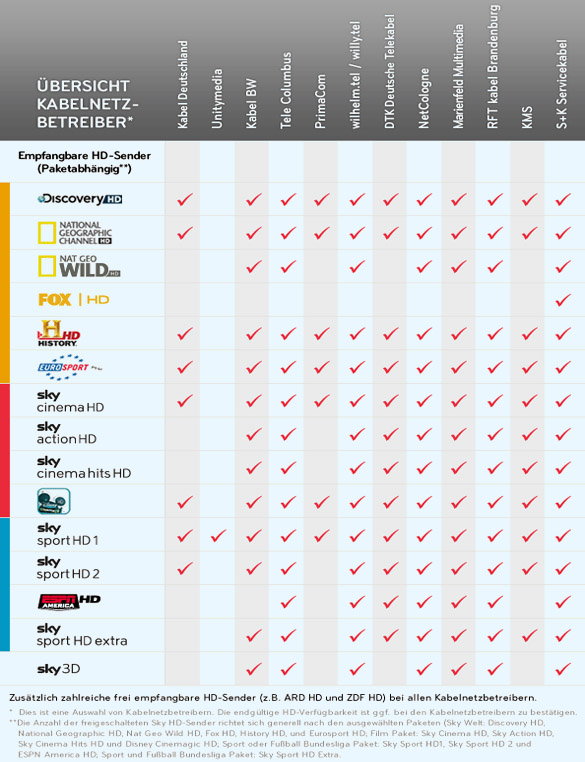 ÜBERSICHT
KABELNETZ-
BETREIBER*
Kabel Deutschland
Unitymedia
Kabel BW
Tele Columbus
PrimaCom
wilhelm.tel / willy.tel
DTK Deutsche Telekabel
NetCologne
Marienfeld Multimedia
RFT kabel Brandenburg
KMS
S+K Servicekabel
Empfangbare HD-Sender
(Paketabhängig**)
Discovery HD
NATIONAL
GEOGRAPHIC
CHANNEL HD
NAT GEO
WILD HD
FOX | HD
H HD
HISTORY
EUROSPORT
sky
cinema HD
sky
action HD
sky
cinema hits HD
sky
sport HD 1
sky
sport HD 2
ESPN HD
AMERICA
sky
sport HD extra
sky 3D
Zusätzlich zahlreiche frei empfangbare HD-Sender (z.B. ARD HD und ZDF HD) bei allen Kabelnetzbetreibern.
* Dies ist eine Auswahl von Kabelnetzbetreibern. Die endgültige HD-Verfügbarkeit ist ggf. bei den Kabelnetzbetreibern zu bestätigen.
**Die Anzahl der freigeschalteten Sky HD-Sender richtet sich generell nach den ausgewählten Paketen (Sky Welt: Discovery HD,
National Geographic HD, Nat Geo Wild HD, Fox HD, History HD, und Eurosport HD; Film Paket: Sky Cinema HD, Sky Action HD,
Sky Cinema Hits HD und Disney Cinemagic HD; Sport oder Fußball Bundesliga Paket: Sky Sport HD1, Sky Sport HD 2 und
ESPN America HD; Sport und Fußball Bundesliga Paket: Sky Sport HD Extra.